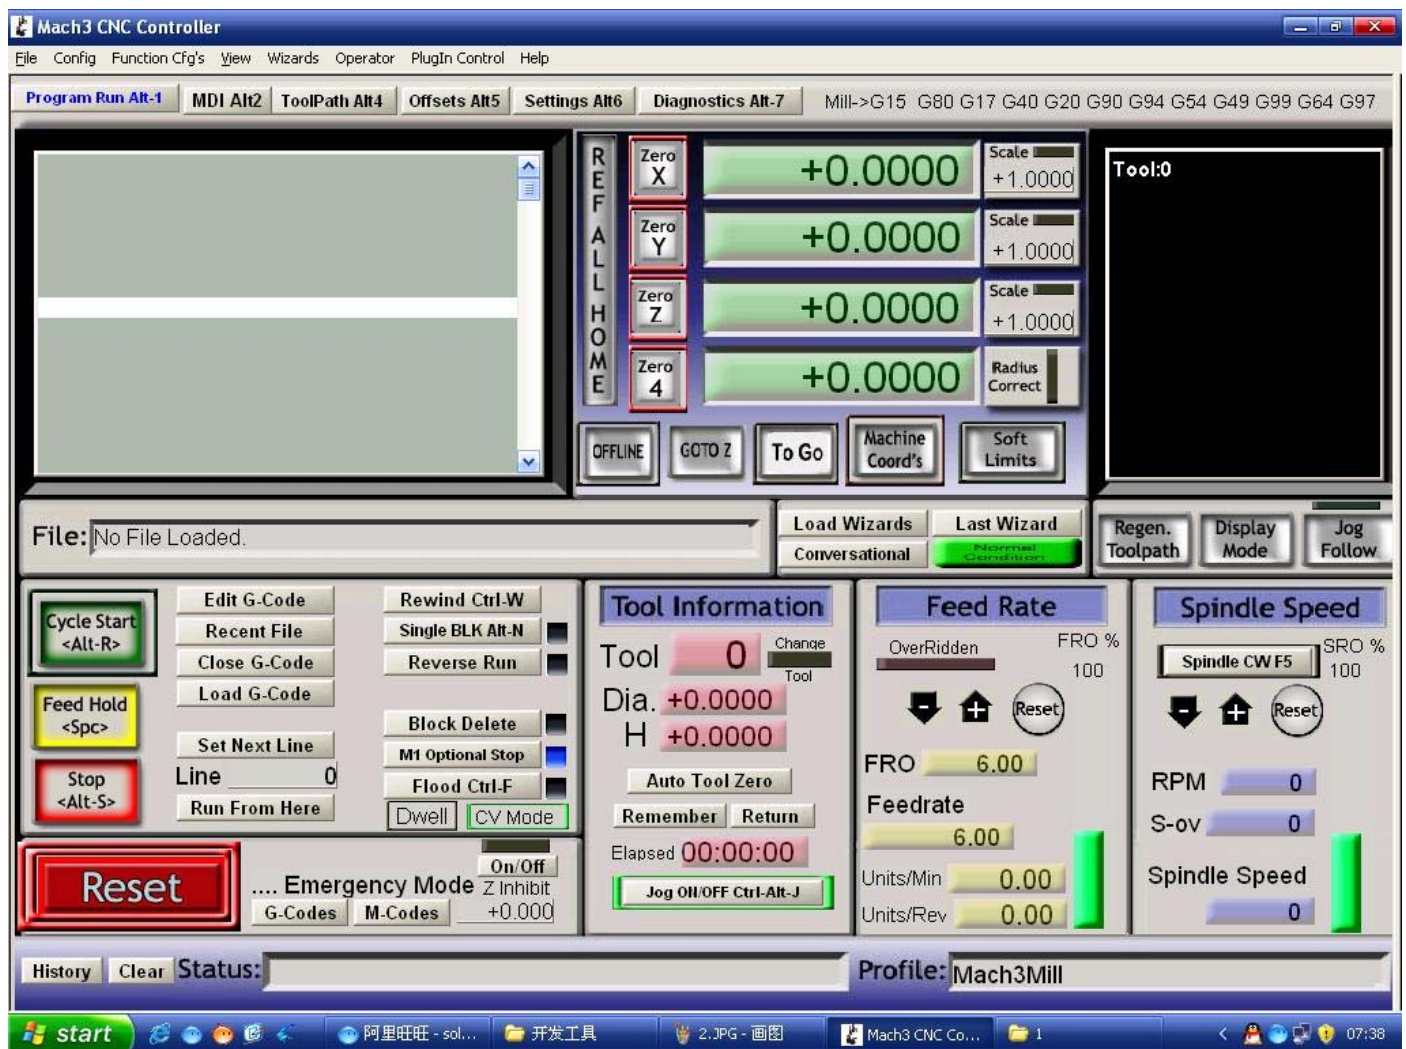 Mach3 CNC Controller
File Config Function Cfg's View Wizards Operator PlugIn Control Help
Program Run Alt-1 MDI Alt2 ToolPath Alt4 Offsets Alt5 Settings Alt6 Diagnostics Alt-7 Mill->G15 G80 G17 G40 G20 G90 G94 G54 G49 G99 G64 G97
REF ALL HOME
Zero X +0.0000 Scale +1.0000
Zero Y +0.0000 Scale +1.0000
Zero Z +0.0000 Scale +1.0000
Zero 4 +0.0000 Radius Correct
OFFLINE GOTO Z To Go Machine Coord's Soft Limits
Tool:0
File: No File Loaded.
Load Wizards Last Wizard
Conversational Normal Condition
Regen. Toolpath Display Mode Jog Follow
Cycle Start <Alt-R>
Feed Hold <Spc>
Stop <Alt-S>
Edit G-Code
Recent File
Close G-Code
Load G-Code
Set Next Line
Line 0
Run From Here
Rewind Ctrl-W
Single BLK Alt-N
Reverse Run
Block Delete
M1 Optional Stop
Flood Ctrl-F
Dwell CV Mode
Reset
.... Emergency Mode
G-Codes M-Codes
On/Off
Z Inhibit
+0.000
Tool Information
Tool 0 Change Tool
Dia. +0.0000
H +0.0000
Auto Tool Zero
Remember Return
Elapsed 00:00:00
Jog ON/OFF Ctrl-Alt-J
Feed Rate
OverRidden FRO %
100
- + Reset
FRO 6.00
Feedrate
6.00
Units/Min 0.00
Units/Rev 0.00
Spindle Speed
Spindle CW F5 SRO %
100
- + Reset
RPM 0
S-ov 0
Spindle Speed
0
History Clear Status:
Profile: Mach3Mill
start 阿里旺旺 - sol... 开发工具 2.JPG - 画图 Mach3 CNC Co... 1 07:38